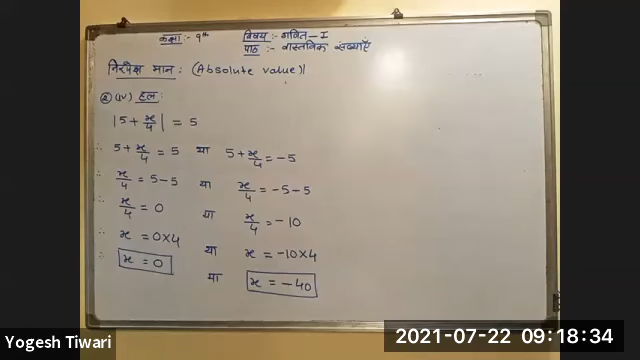 कक्षा :- 9th विषय :- गणित-I
पाठ :- वास्तविक संख्याएँ
निरपेक्ष मान : (Absolute value)
② (iv) हल :
|5 + x/4| = 5
∴ 5 + x/4 = 5 या 5 + x/4 = -5
∴ x/4 = 5-5 या x/4 = -5-5
∴ x/4 = 0 या x/4 = -10
∴ x = 0×4 या x = -10×4
∴ x = 0 या x = -40
Yogesh Tiwari
2021-07-22 09:18:34